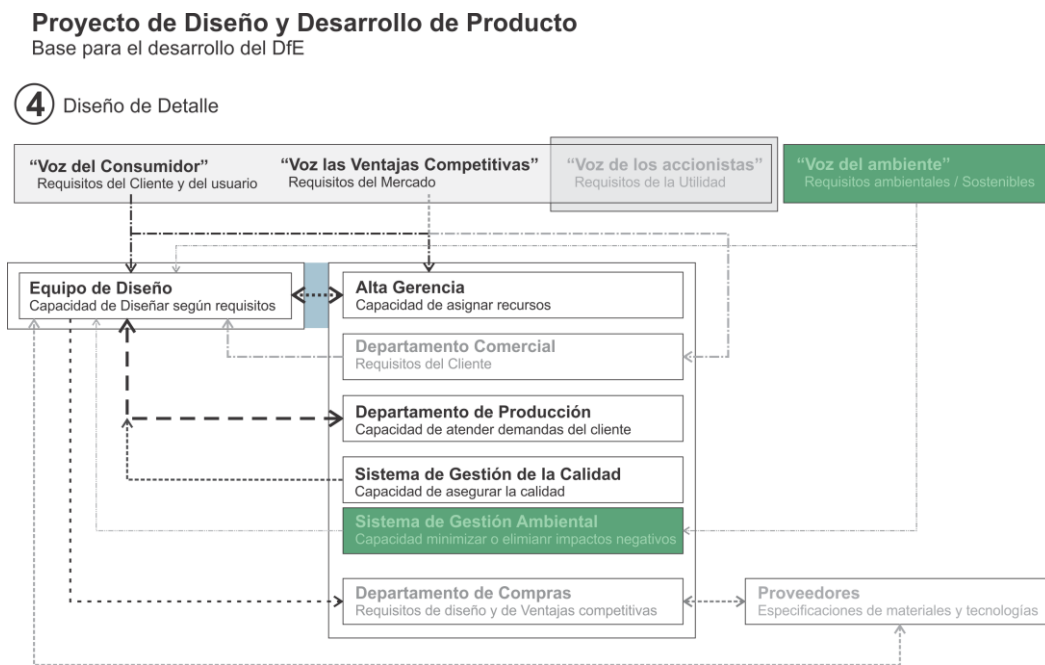 Proyecto de Diseño y Desarrollo de Producto
Base para el desarrollo del DfE
4 Diseño de Detalle
“Voz del Consumidor”
Requisitos del Cliente y del usuario
“Voz las Ventajas Competitivas”
Requisitos del Mercado
“Voz de los accionistas”
Requisitos de la Utilidad
“Voz del ambiente”
Requisitos ambientales / Sostenibles
Equipo de Diseño
Capacidad de Diseñar según requisitos
Alta Gerencia
Capacidad de asignar recursos
Departamento Comercial
Requisitos del Cliente
Departamento de Producción
Capacidad de atender demandas del cliente
Sistema de Gestión de la Calidad
Capacidad de asegurar la calidad
Sistema de Gestión Ambiental
Capacidad minimizar o elimianr impactos negativos
Departamento de Compras
Requisitos de diseño y de Ventajas competitivas
Proveedores
Especificaciones de materiales y tecnologías